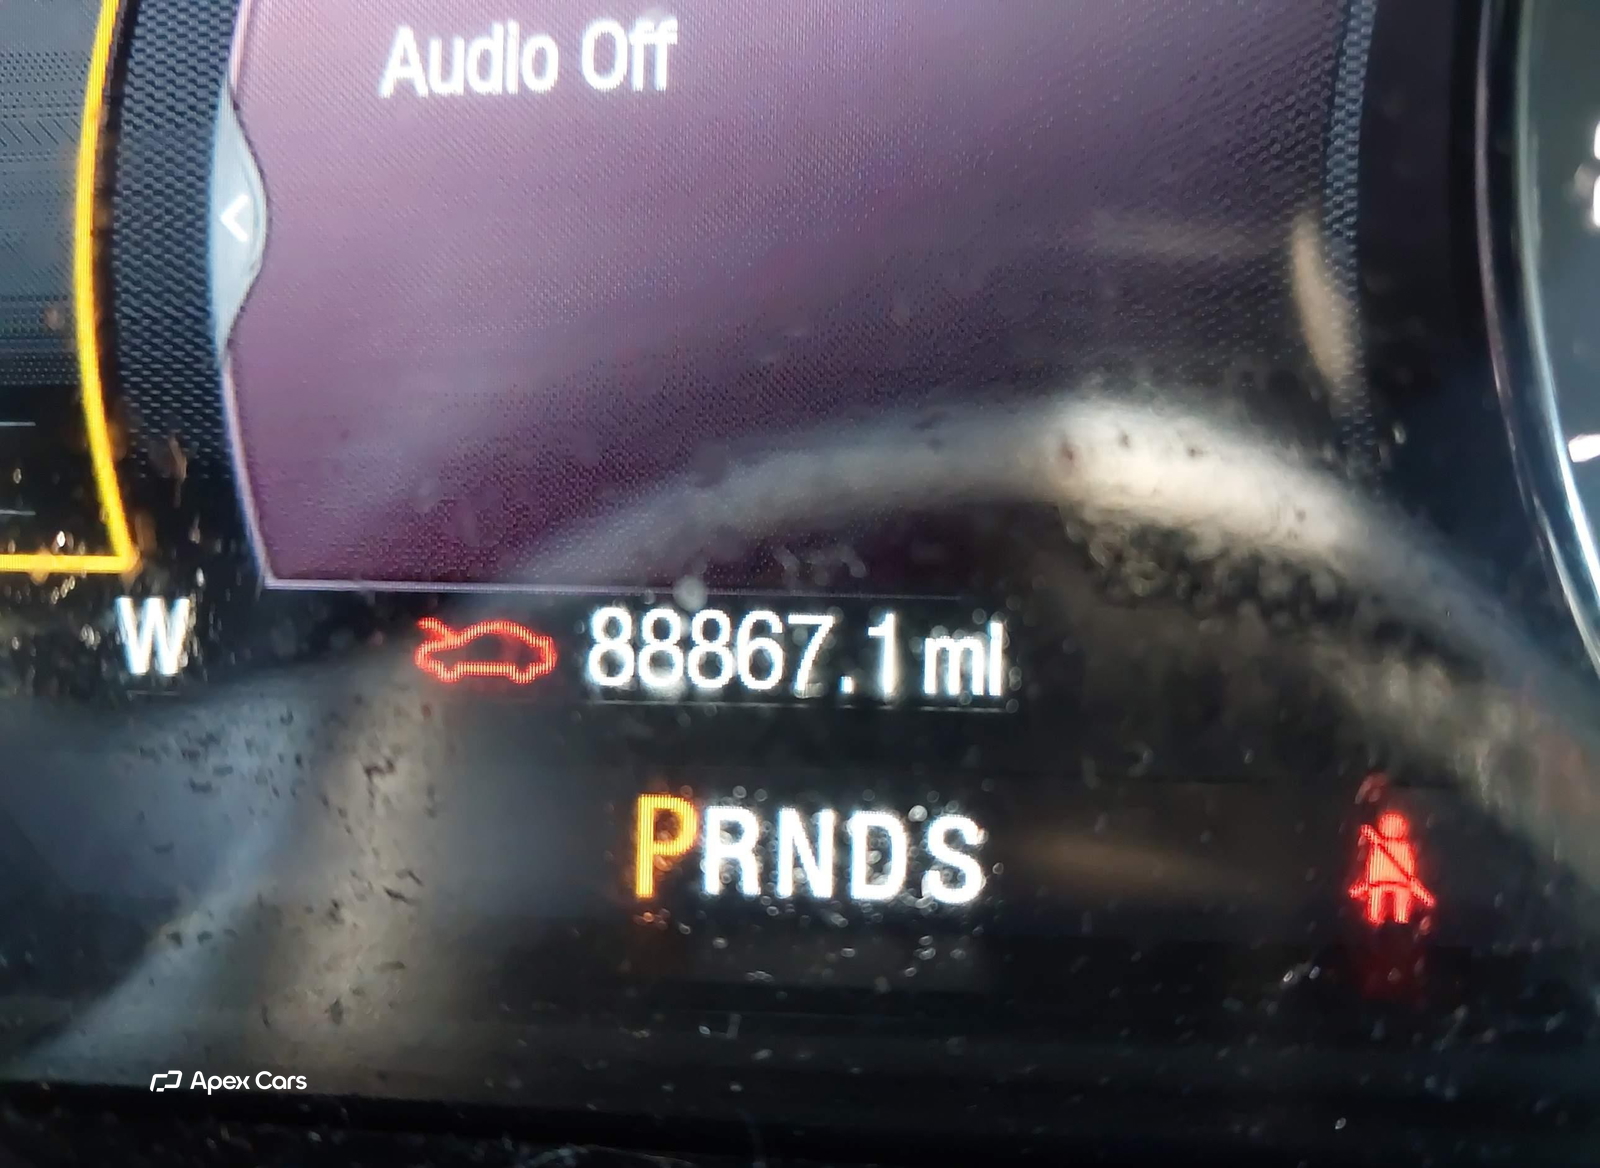 Audio Off
W
88867.1 mi
PRNDS
Apex Cars